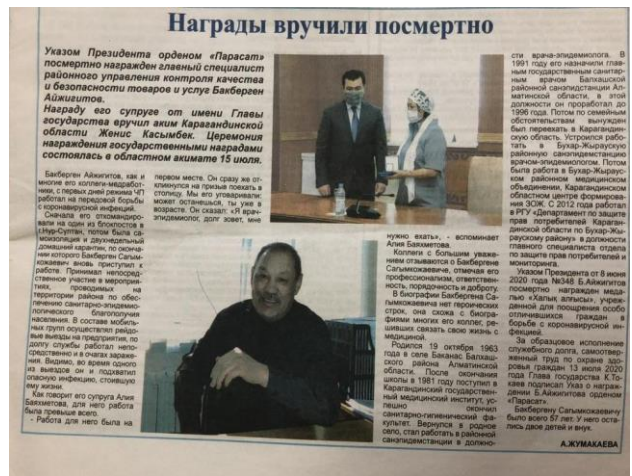 Награды вручили посмертно
Указом Президента орденом «Парасат»
посмертно награжден главный специалист
районного управления контроля качества
и безопасности товаров и услуг Бакберген
Айжигитов.
Награду его супруге от имени Главы
государства вручил аким Карагандинской
области Женис Касымбек. Церемония
награждения государственными наградами
состоялась в областном акимате 15 июля.
Бакберген Айжигитов, как и
многие его коллеги-медработ-
ники, с первых дней режима ЧП
работал на передовой борьбы
с коронавирусной инфекцией.
Сначала его откомандиро-
вали на один из блокпостов в
г.Нур-Султан, потом была са-
моизоляция и двухнедельный
домашний карантин, по оконча-
нии которого Бакберген Сагым-
кожаевич вновь приступил к
работе. Принимал непосред-
ственное участие в мероприя-
тиях, проводимых на
территории района по обес-
печению санитарно-эпидемио-
логического благополучия
населения. В составе мобиль-
ных групп осуществлял рейдо-
вые выезды на предприятия, по
долгу службы работал непо-
средственно и в очагах зараже-
ния. Видимо, во время одного
из выездов он и подхватил
опасную инфекцию, стоившую
ему жизни.
Как говорит его супруга Алия
Баяхметова, для него работа
была превыше всего.
- Работа для него была на
первом месте. Он сразу же от-
кликнулся на призыв поехать в
столицу. Мы его уговаривали:
может останешься, ты уже в
возрасте. Он сказал: «Я врач-
эпидемиолог, долг зовет, мне
нужно ехать», - вспоминает
Алия Баяхметова.
Коллеги с большим уваже-
нием отзываются о Бакбергене
Сагымкожаевиче, отмечая его
профессионализм, ответствен-
ность, порядочность и доброту.
В биографии Бакбергена Са-
гымкожаевича нет героических
строк, она схожа с биогра-
фиями многих его коллег, ре-
шивших связать свою жизнь с
медициной.
Родился 19 октября 1963
года в селе Баканас Балхаш-
ского района Алматинской
области. После окончания
школы в 1981 году поступил в
Карагандинский государствен-
ный медицинский институт, ус-
пешно окончил
санитарно-гигиенический фа-
культет. Вернулся в родное
село, стал работать в районной
санэпидемстанции в должно-
сти врача-эпидемиолога. В
1991 году его назначили глав-
ным государственным санитар-
ным врачом Балхашской
районной санэпидстанции Ал-
матинской области, в этой
должности он проработал до
1996 года. Потом по семейным
обстоятельствам вынужден
был переехать в Карагандин-
скую область. Устроился рабо-
тать в Бухар-Жыраускую
районную санэпидемстанцию
врачом-эпидемиологом. Потом
была работа в Бухар-Жырау-
ском районном медицинском
объединении, Карагандинском
областном центре формирова-
ния ЗОЖ. С 2012 года работал
в РГУ «Департамент по защите
прав потребителей Караган-
динской области по Бухар-Жы-
раускому району» в должности
главного специалиста отдела
по защите прав потребителей и
мониторинга.
Указом Президента от 8 июня
2020 года №348 Б.Айжигитов
посмертно награжден меда-
лью «Халық алғысы», учрежден-
ной для поощрения особо
отличившихся граждан в
борьбе с коронавирусной ин-
фекцией.
За образцовое исполнение
служебного долга, самоотвер-
женный труд по охране здо-
ровья граждан 13 июля 2020
года Глава государства К.То-
каев подписал Указ о награж-
дении Б.Айжигитова орденом
«Парасат».
Бакбергену Сагымкожаевичу
было всего 57 лет. У него оста-
лись двое детей и внук.
А.ЖУМАКАЕВА